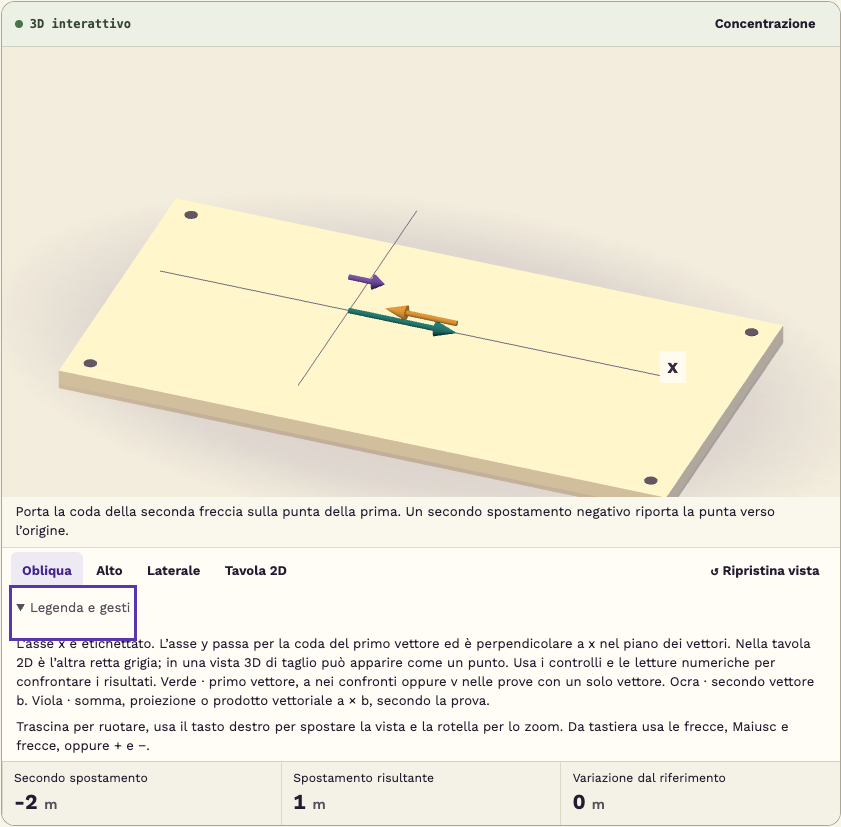 3D interattivo
Concentrazione
x
Porta la coda della seconda freccia sulla punta della prima. Un secondo spostamento negativo riporta la punta verso
l’origine.
Obliqua Alto Laterale Tavola 2D ↺ Ripristina vista
▼ Legenda e gesti
L’asse x è etichettato. L’asse y passa per la coda del primo vettore ed è perpendicolare a x nel piano dei vettori. Nella tavola
2D è l’altra retta grigia; in una vista 3D di taglio può apparire come un punto. Usa i controlli e le letture numeriche per
confrontare i risultati. Verde · primo vettore, a nei confronti oppure v nelle prove con un solo vettore. Ocra · secondo vettore
b. Viola · somma, proiezione o prodotto vettoriale a × b, secondo la prova.
Trascina per ruotare, usa il tasto destro per spostare la vista e la rotella per lo zoom. Da tastiera usa le frecce, Maiusc e
frecce, oppure + e −.
Secondo spostamento
-2 m
Spostamento risultante
1 m
Variazione dal riferimento
0 m